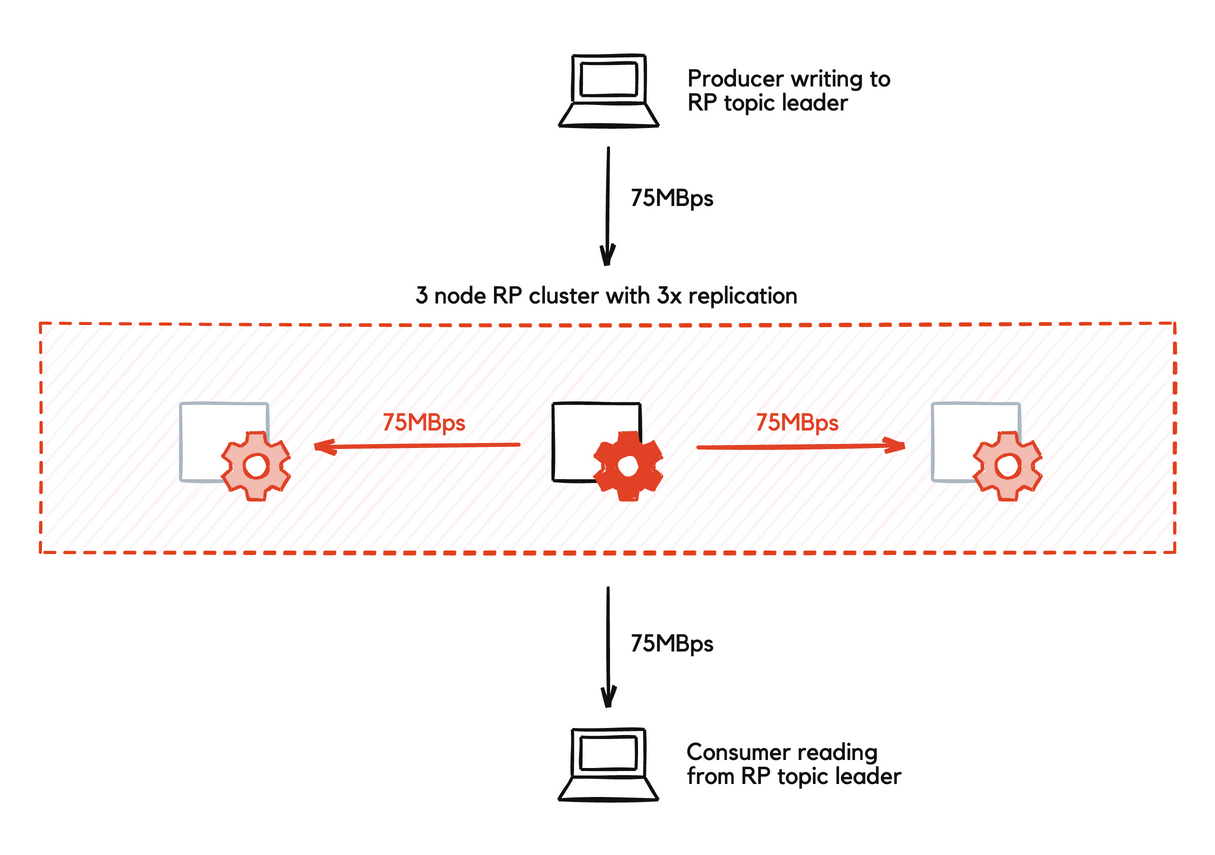 Producer writing to
RP topic leader
75MBps
3 node RP cluster with 3x replication
75MBps
75MBps
75MBps
Consumer reading
from RP topic leader